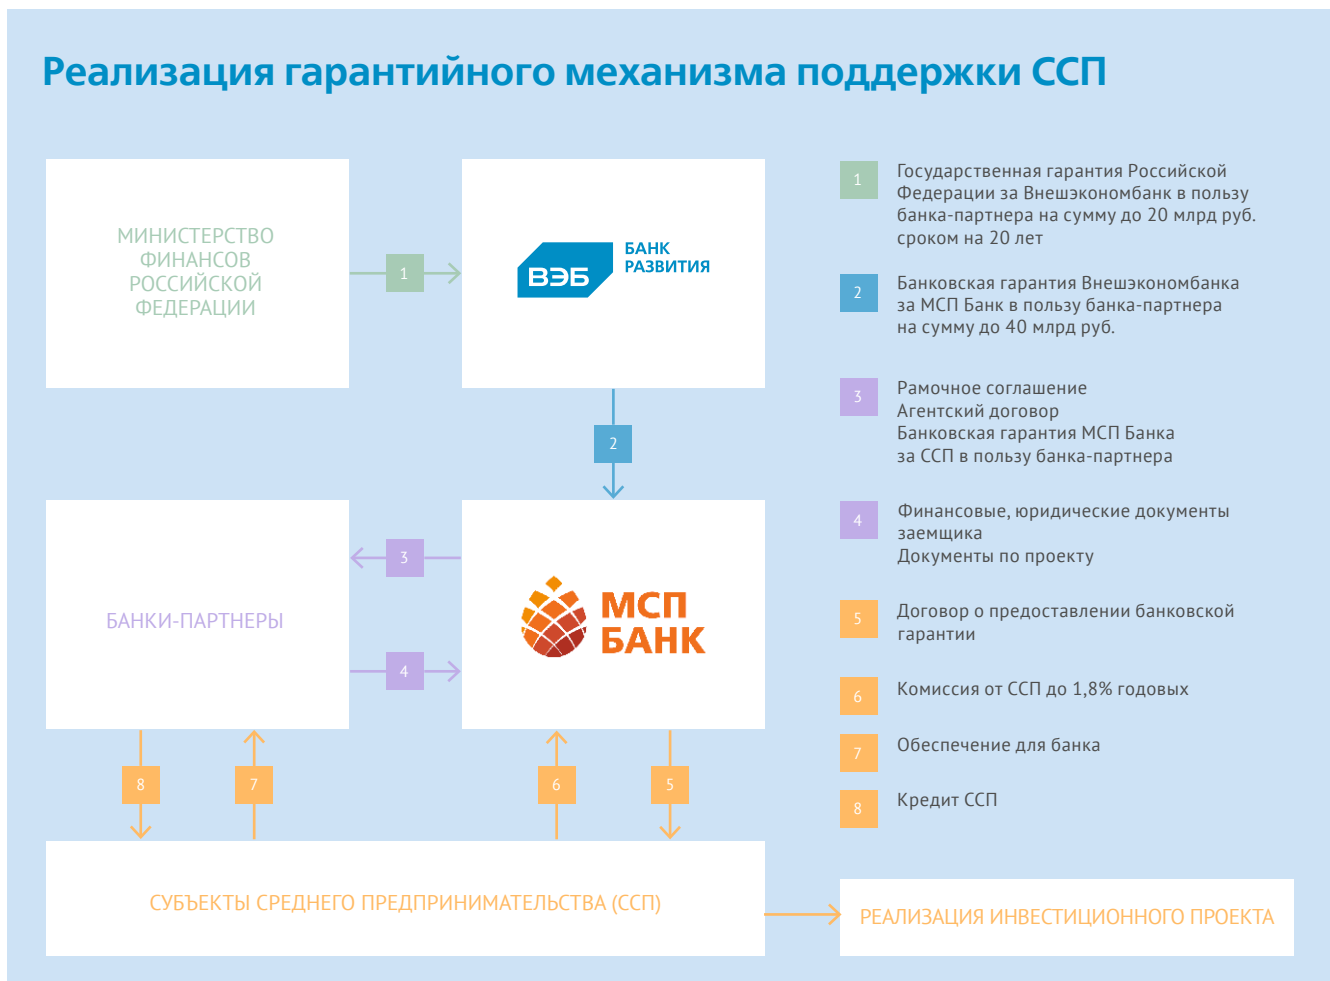 Реализация гарантийного механизма поддержки ССП
МИНИСТЕРСТВО
ФИНАНСОВ
РОССИЙСКОЙ
ФЕДЕРАЦИИ
1
ВЭБ
БАНК
РАЗВИТИЯ
2
БАНКИ-ПАРТНЕРЫ
3
4
МСП
БАНК
8
7
6
5
СУБЪЕКТЫ СРЕДНЕГО ПРЕДПРИНИМАТЕЛЬСТВА (ССП)
РЕАЛИЗАЦИЯ ИНВЕСТИЦИОННОГО ПРОЕКТА
1
Государственная гарантия Российской
Федерации за Внешэкономбанк в пользу
банка-партнера на сумму до 20 млрд руб.
сроком на 20 лет
2
Банковская гарантия Внешэкономбанка
за МСП Банк в пользу банка-партнера
на сумму до 40 млрд руб.
3
Рамочное соглашение
Агентский договор
Банковская гарантия МСП Банка
за ССП в пользу банка-партнера
4
Финансовые, юридические документы
заемщика
Документы по проекту
5
Договор о предоставлении банковской
гарантии
6
Комиссия от ССП до 1,8% годовых
7
Обеспечение для банка
8
Кредит ССП